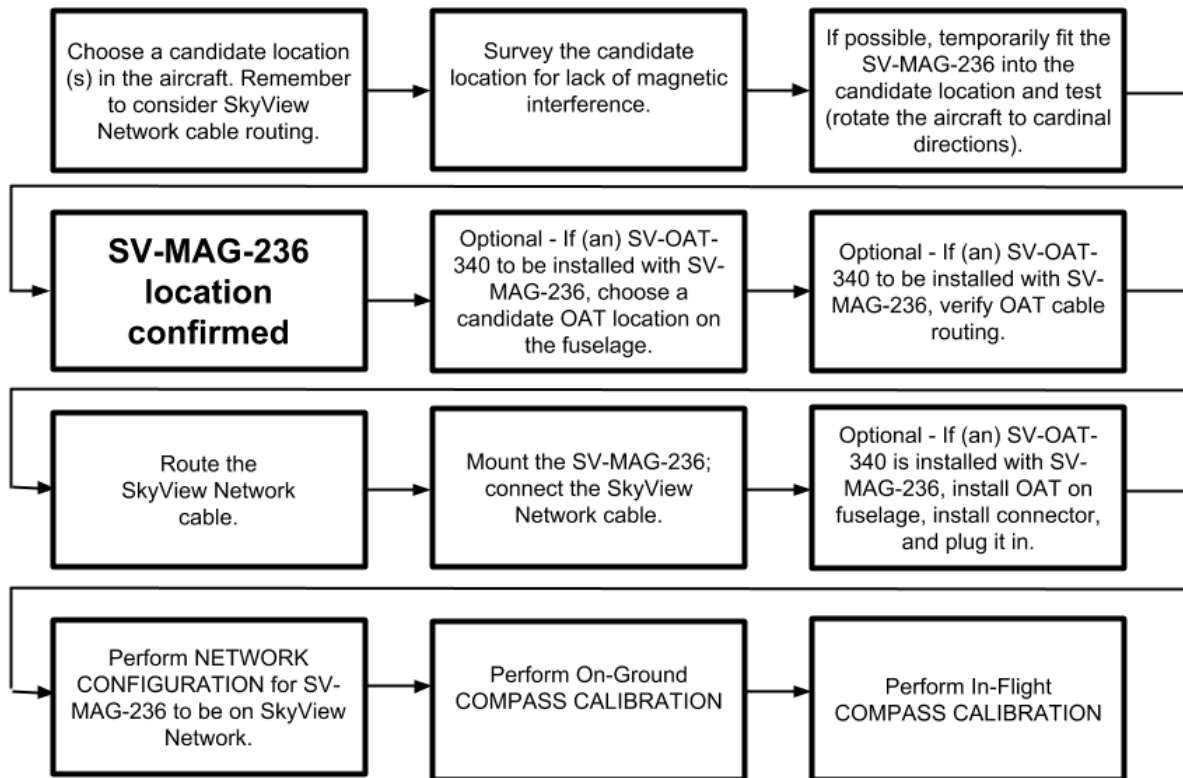 Choose a candidate location
(s) in the aircraft. Remember
to consider SkyView
Network cable routing.
Survey the candidate
location for lack of magnetic
interference.
If possible, temporarily fit the
SV-MAG-236 into the
candidate location and test
(rotate the aircraft to cardinal
directions).
SV-MAG-236
location
confirmed
Optional - If (an) SV-OAT-
340 to be installed with SV-
MAG-236, choose a
candidate OAT location on
the fuselage.
Optional - If (an) SV-OAT-
340 to be installed with SV-
MAG-236, verify OAT cable
routing.
Route the
SkyView Network
cable.
Mount the SV-MAG-236;
connect the SkyView
Network cable.
Optional - If (an) SV-OAT-
340 is installed with SV-
MAG-236, install OAT on
fuselage, install connector,
and plug it in.
Perform NETWORK
CONFIGURATION for SV-
MAG-236 to be on SkyView
Network.
Perform On-Ground
COMPASS CALIBRATION
Perform In-Flight
COMPASS CALIBRATION